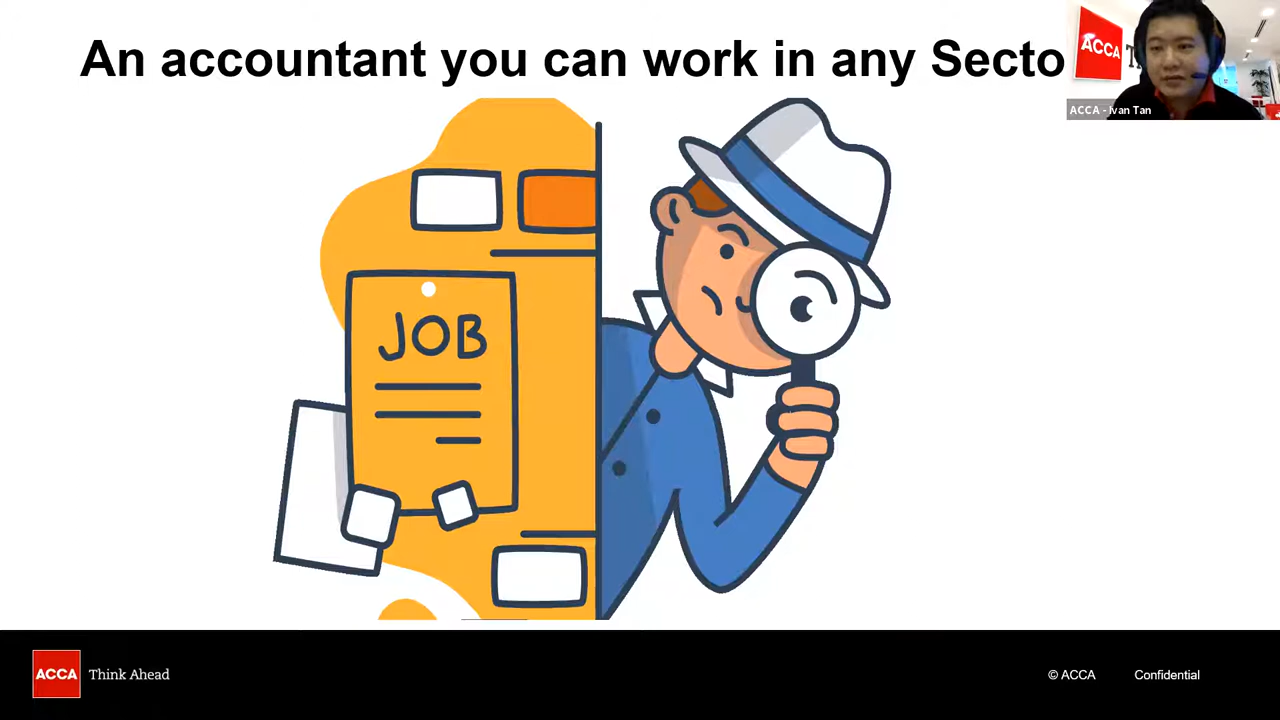 An accountant you can work in any Secto
ACCA
ACCA - Ivan Tan
JOB
ACCA Think Ahead
© ACCA Confidential